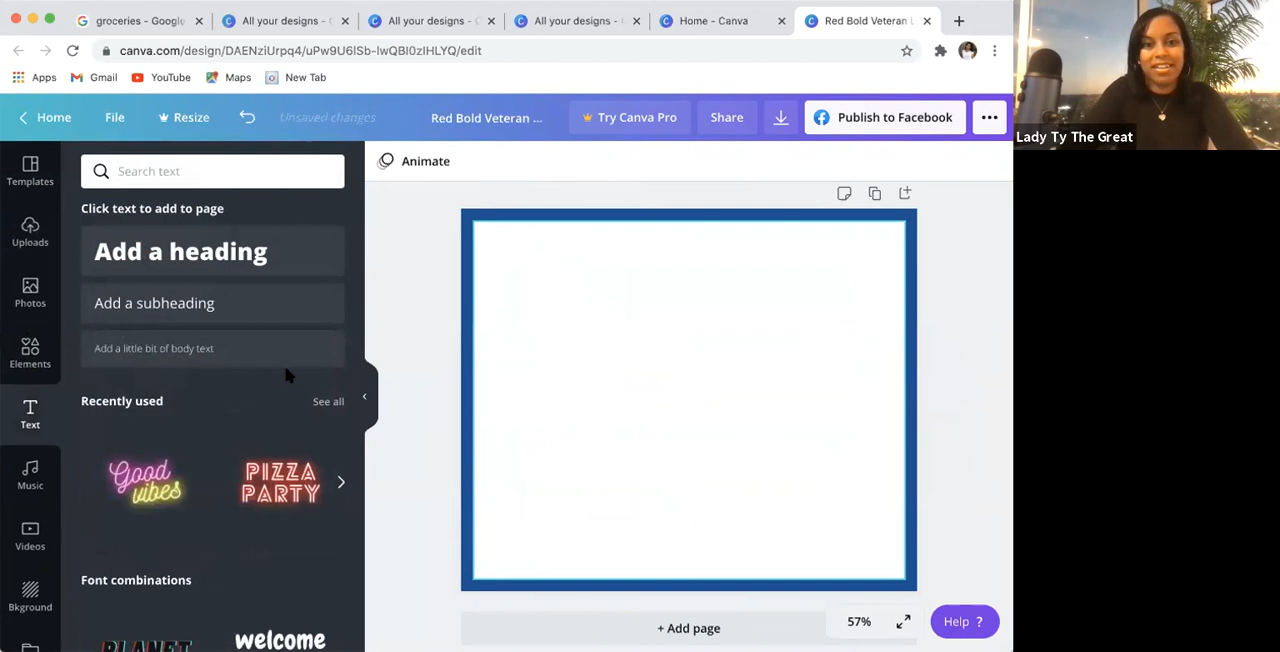 groceries - Google
All your designs - C
All your designs - C
All your designs - C
Home - Canva
Red Bold Veteran L
canva.com/design/DAENziUrpq4/uPw9U6lSb-lwQBI0zIHLYQ/edit
Apps
Gmail
YouTube
Maps
New Tab
Home
File
Resize
Unsaved changes
Red Bold Veteran ...
Try Canva Pro
Share
Publish to Facebook
Lady Ty The Great
Templates
Uploads
Photos
Elements
Text
Music
Videos
Bkground
Search text
Click text to add to page
Add a heading
Add a subheading
Add a little bit of body text
Recently used
See all
Good vibes
PIZZA PARTY
Font combinations
PLANET
welcome
Animate
+ Add page
57%
Help ?